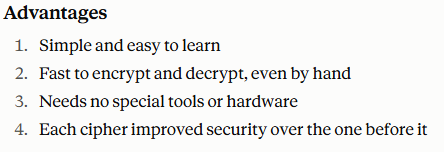 Advantages
1. Simple and easy to learn
2. Fast to encrypt and decrypt, even by hand
3. Needs no special tools or hardware
4. Each cipher improved security over the one before it